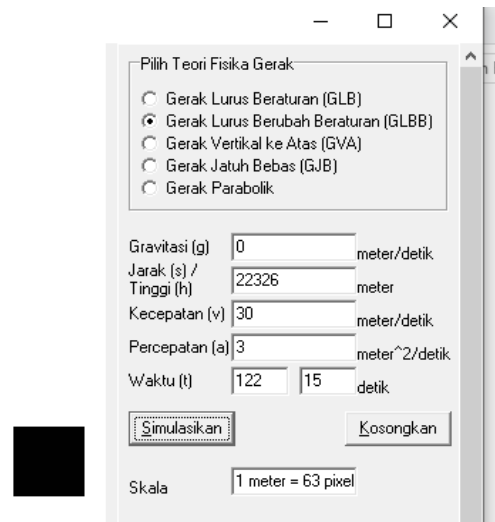 Pilih Teori Fisika Gerak
Gerak Lurus Beraturan (GLB)
Gerak Lurus Berubah Beraturan (GLBB)
Gerak Vertikal ke Atas (GVA)
Gerak Jatuh Bebas (GJB)
Gerak Parabolik
Gravitasi (g) 0 meter/detik
Jarak (s) /
Tinggi (h) 22326 meter
Kecepatan (v) 30 meter/detik
Percepatan (a) 3 meter^2/detik
Waktu (t) 122 15 detik
Simulasikan Kosongkan
Skala 1 meter = 63 pixel